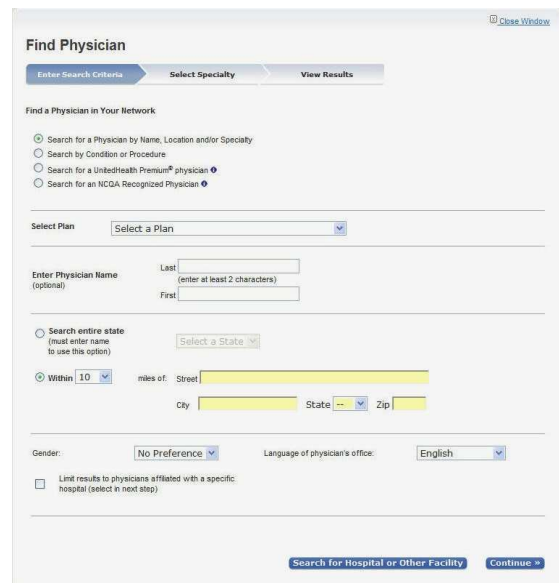 Close Window
Find Physician
Enter Search Criteria Select Specialty View Results
Find a Physician in Your Network
Search for a Physician by Name, Location and/or Specialty
Search by Condition or Procedure
Search for a UnitedHealth Premium® physician
Search for an NCQA Recognized Physician
Select Plan Select a Plan
Enter Physician Name
(optional)
Last
(enter at least 2 characters)
First
Search entire state
(must enter name
to use this option)
Select a State
Within 10 miles of: Street
City State -- Zip
Gender: No Preference Language of physician's office: English
Limit results to physicians affiliated with a specific
hospital (select in next step)
Search for Hospital or Other Facility Continue »